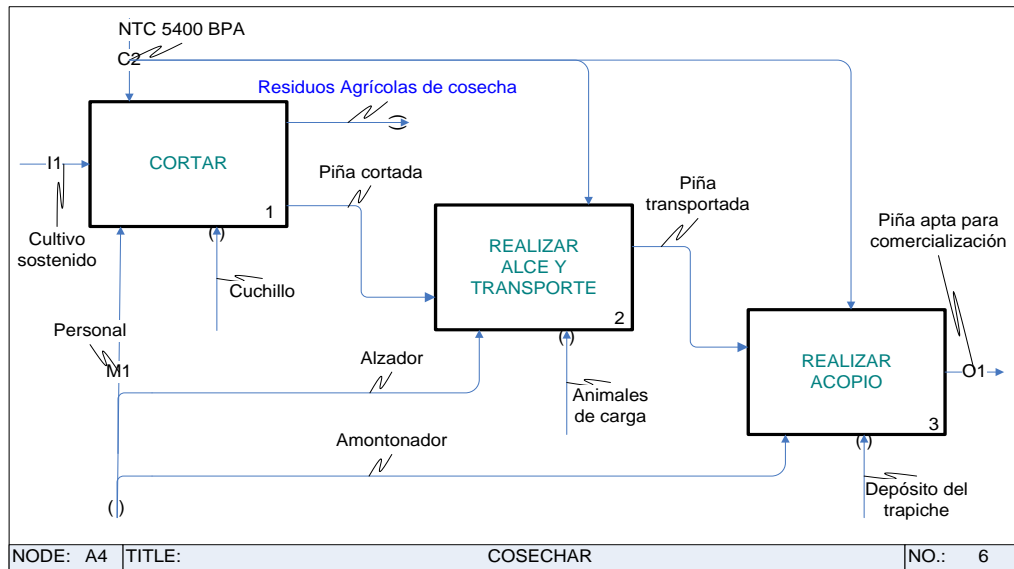 NTC 5400 BPA
C2
Residuos Agrícolas de cosecha
( )
CORTAR
I1
1
Piña cortada
( )
Cultivo
sostenido
Cuchillo
Piña
transportada
REALIZAR
ALCE Y
TRANSPORTE
2
( )
Piña apta para
comercialización
Personal
M1
Alzador
Animales
de carga
REALIZAR
ACOPIO
O1
3
( )
Amontonador
Depósito del
trapiche
( )
NODE: A4 TITLE: COSECHAR NO.: 6